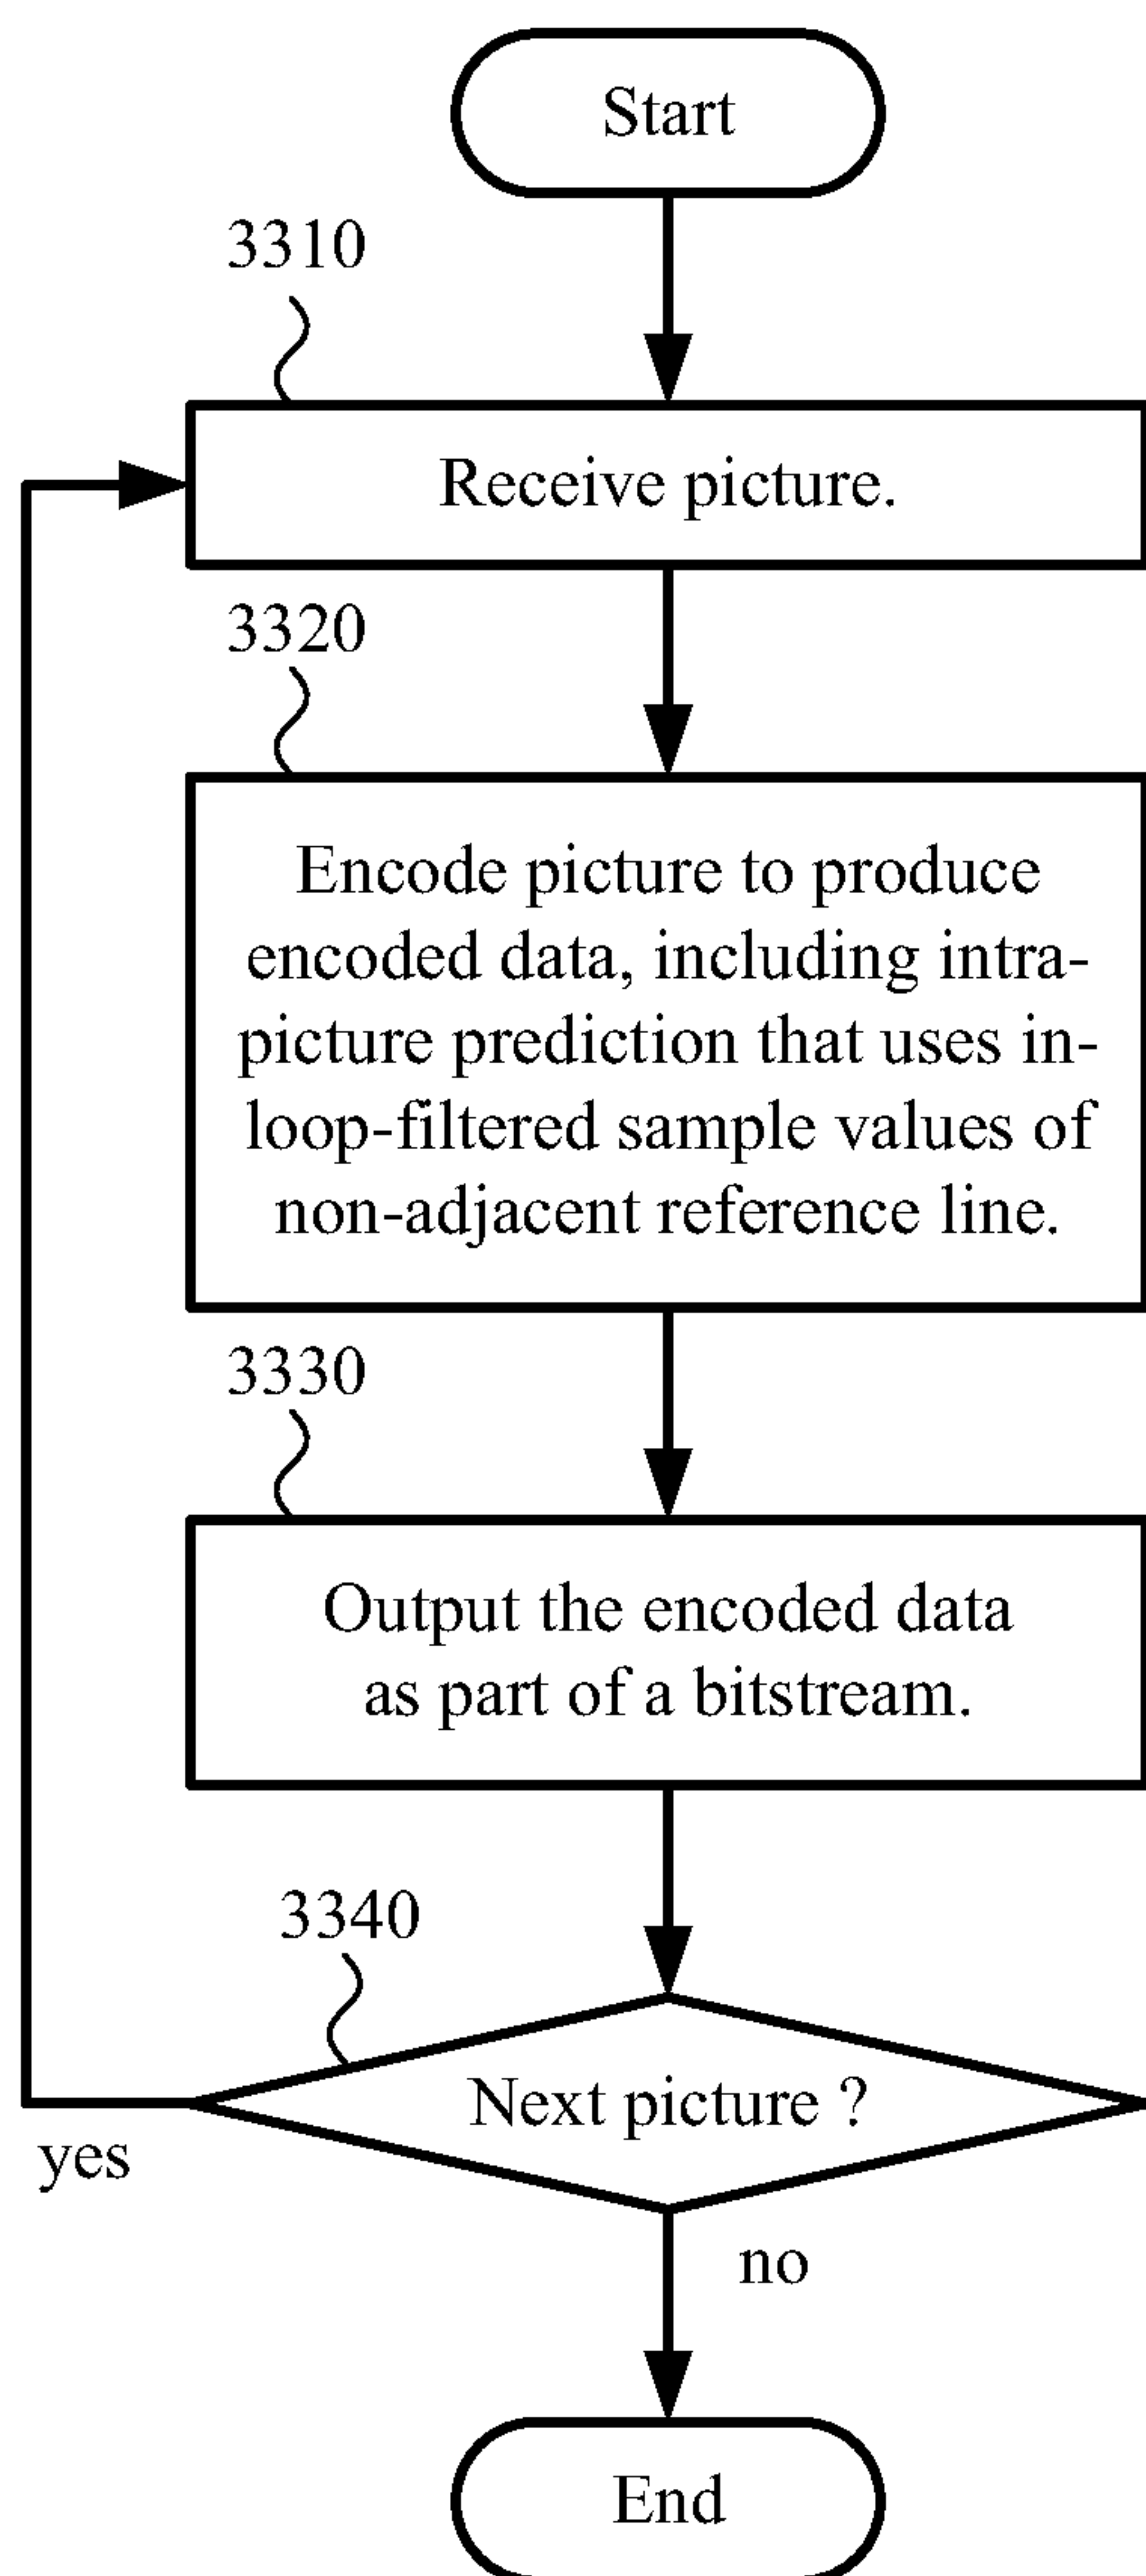 Start
3310
Receive picture.
3320
Encode picture to produce
encoded data, including intra-
picture prediction that uses in-
loop-filtered sample values of
non-adjacent reference line.
3330
Output the encoded data
as part of a bitstream.
3340
Next picture ?
yes
no
End